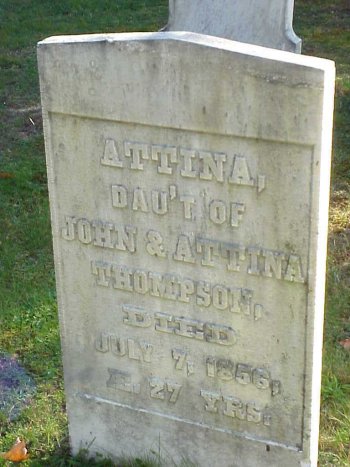 ATTINA,
DAU'T OF
JOHN & ATTINA
THOMPSON,
DIED
JULY 7, 1856,
Æ. 27 YRS.